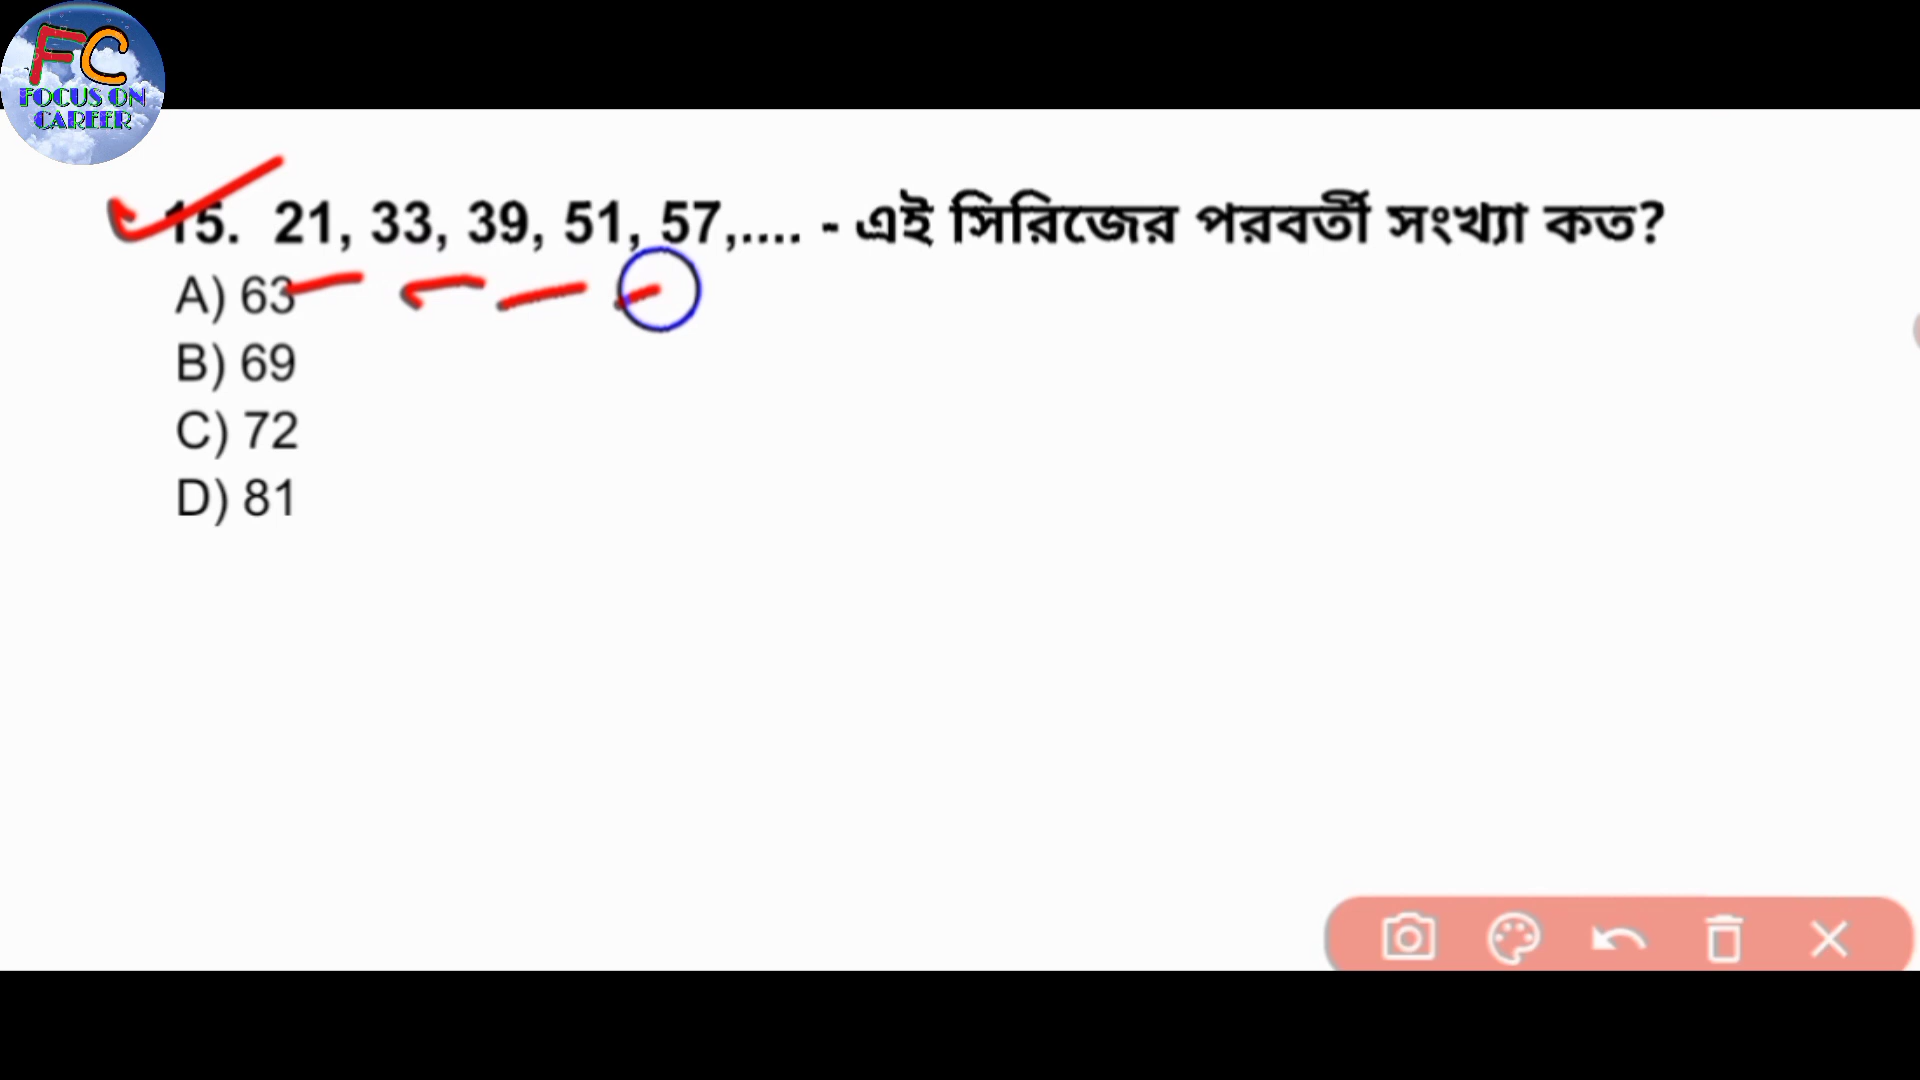 FC
FOCUS ON
CAREER
15. 21, 33, 39, 51, 57,.... - এই সিরিজের পরবর্তী সংখ্যা কত?
A) 63
B) 69
C) 72
D) 81